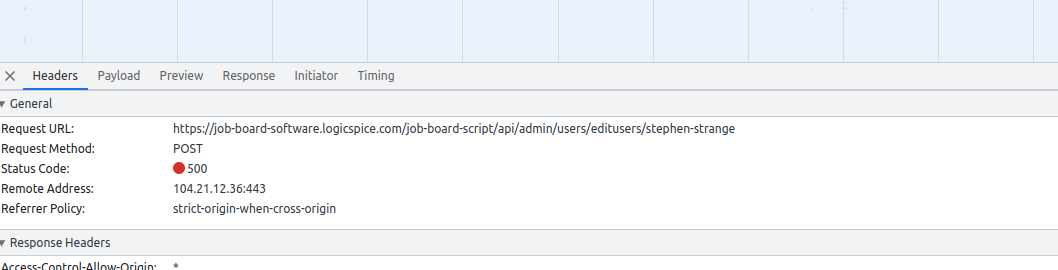 Headers Payload Preview Response Initiator Timing
General
Request URL: https://job-board-software.logicspice.com/job-board-script/api/admin/users/editusers/stephen-strange
Request Method: POST
Status Code: 500
Remote Address: 104.21.12.36:443
Referrer Policy: strict-origin-when-cross-origin
Response Headers
Access-Control-Allow-Origin: *